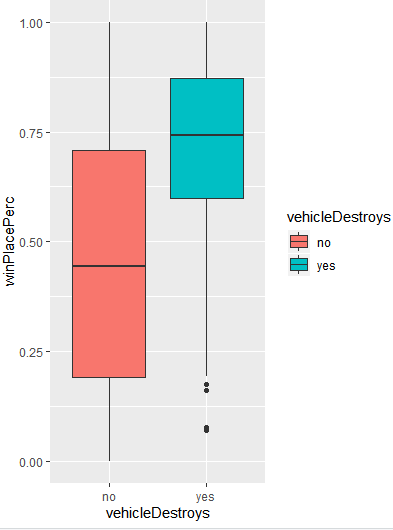 1.00
0.75
0.50
0.25
0.00
winPlacePerc
no
yes
vehicleDestroys
vehicleDestroys
no
yes